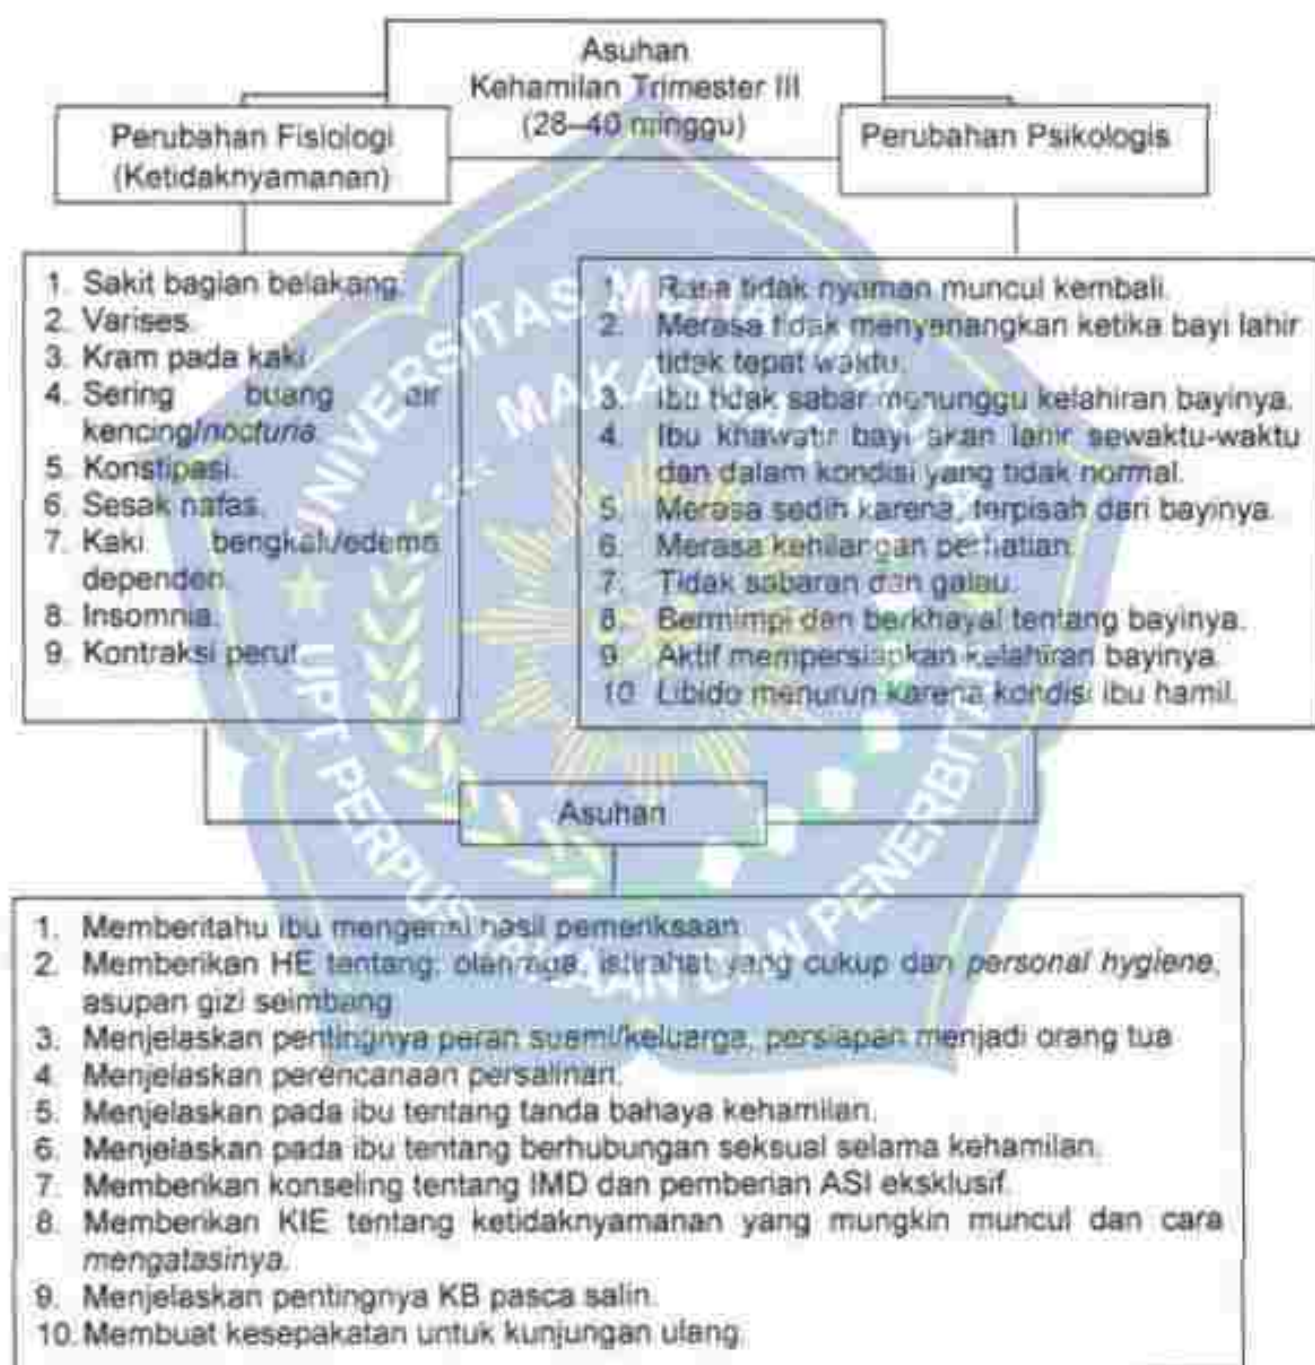 Asuhan
Kehamilan Trimester III
(28–40 minggu)
Perubahan Fisiologi
(Ketidaknyamanan)
Perubahan Psikologis
1. Sakit bagian belakang.
2. Varises.
3. Kram pada kaki
4. Sering buang air
kencing/nocturia.
5. Konstipasi.
6. Sesak nafas.
7. Kaki bengkak/edema
dependen.
8. Insomnia.
9. Kontraksi perut.
1. Rasa tidak nyaman muncul kembali.
2. Merasa tidak menyenangkan ketika bayi lahir
tidak tepat waktu.
3. Ibu tidak sabar menunggu kelahiran bayinya.
4. Ibu khawatir bayi akan lahir sewaktu-waktu
dan dalam kondisi yang tidak normal.
5. Merasa sedih karena, terpisah dari bayinya.
6. Merasa kehilangan perhatian.
7. Tidak sabaran dan galau.
8. Bermimpi dan berkhayal tentang bayinya.
9. Aktif mempersiapkan kelahiran bayinya.
10. Libido menurun karena kondisi ibu hamil.
Asuhan
1. Memberitahu ibu mengenai hasil pemeriksaan
2. Memberikan HE tentang: olahraga, istirahat yang cukup dan personal hygiene,
asupan gizi seimbang
3. Menjelaskan pentingnya peran suami/keluarga, persiapan menjadi orang tua
4. Menjelaskan perencanaan persalinan.
5. Menjelaskan pada ibu tentang tanda bahaya kehamilan.
6. Menjelaskan pada ibu tentang berhubungan seksual selama kehamilan.
7. Memberikan konseling tentang IMD dan pemberian ASI eksklusif.
8. Memberikan KIE tentang ketidaknyamanan yang mungkin muncul dan cara
mengatasinya.
9. Menjelaskan pentingnya KB pasca salin.
10. Membuat kesepakatan untuk kunjungan ulang
UNIVERSITAS
UPT PERPUSTAKAAN DAN PENERBITAN